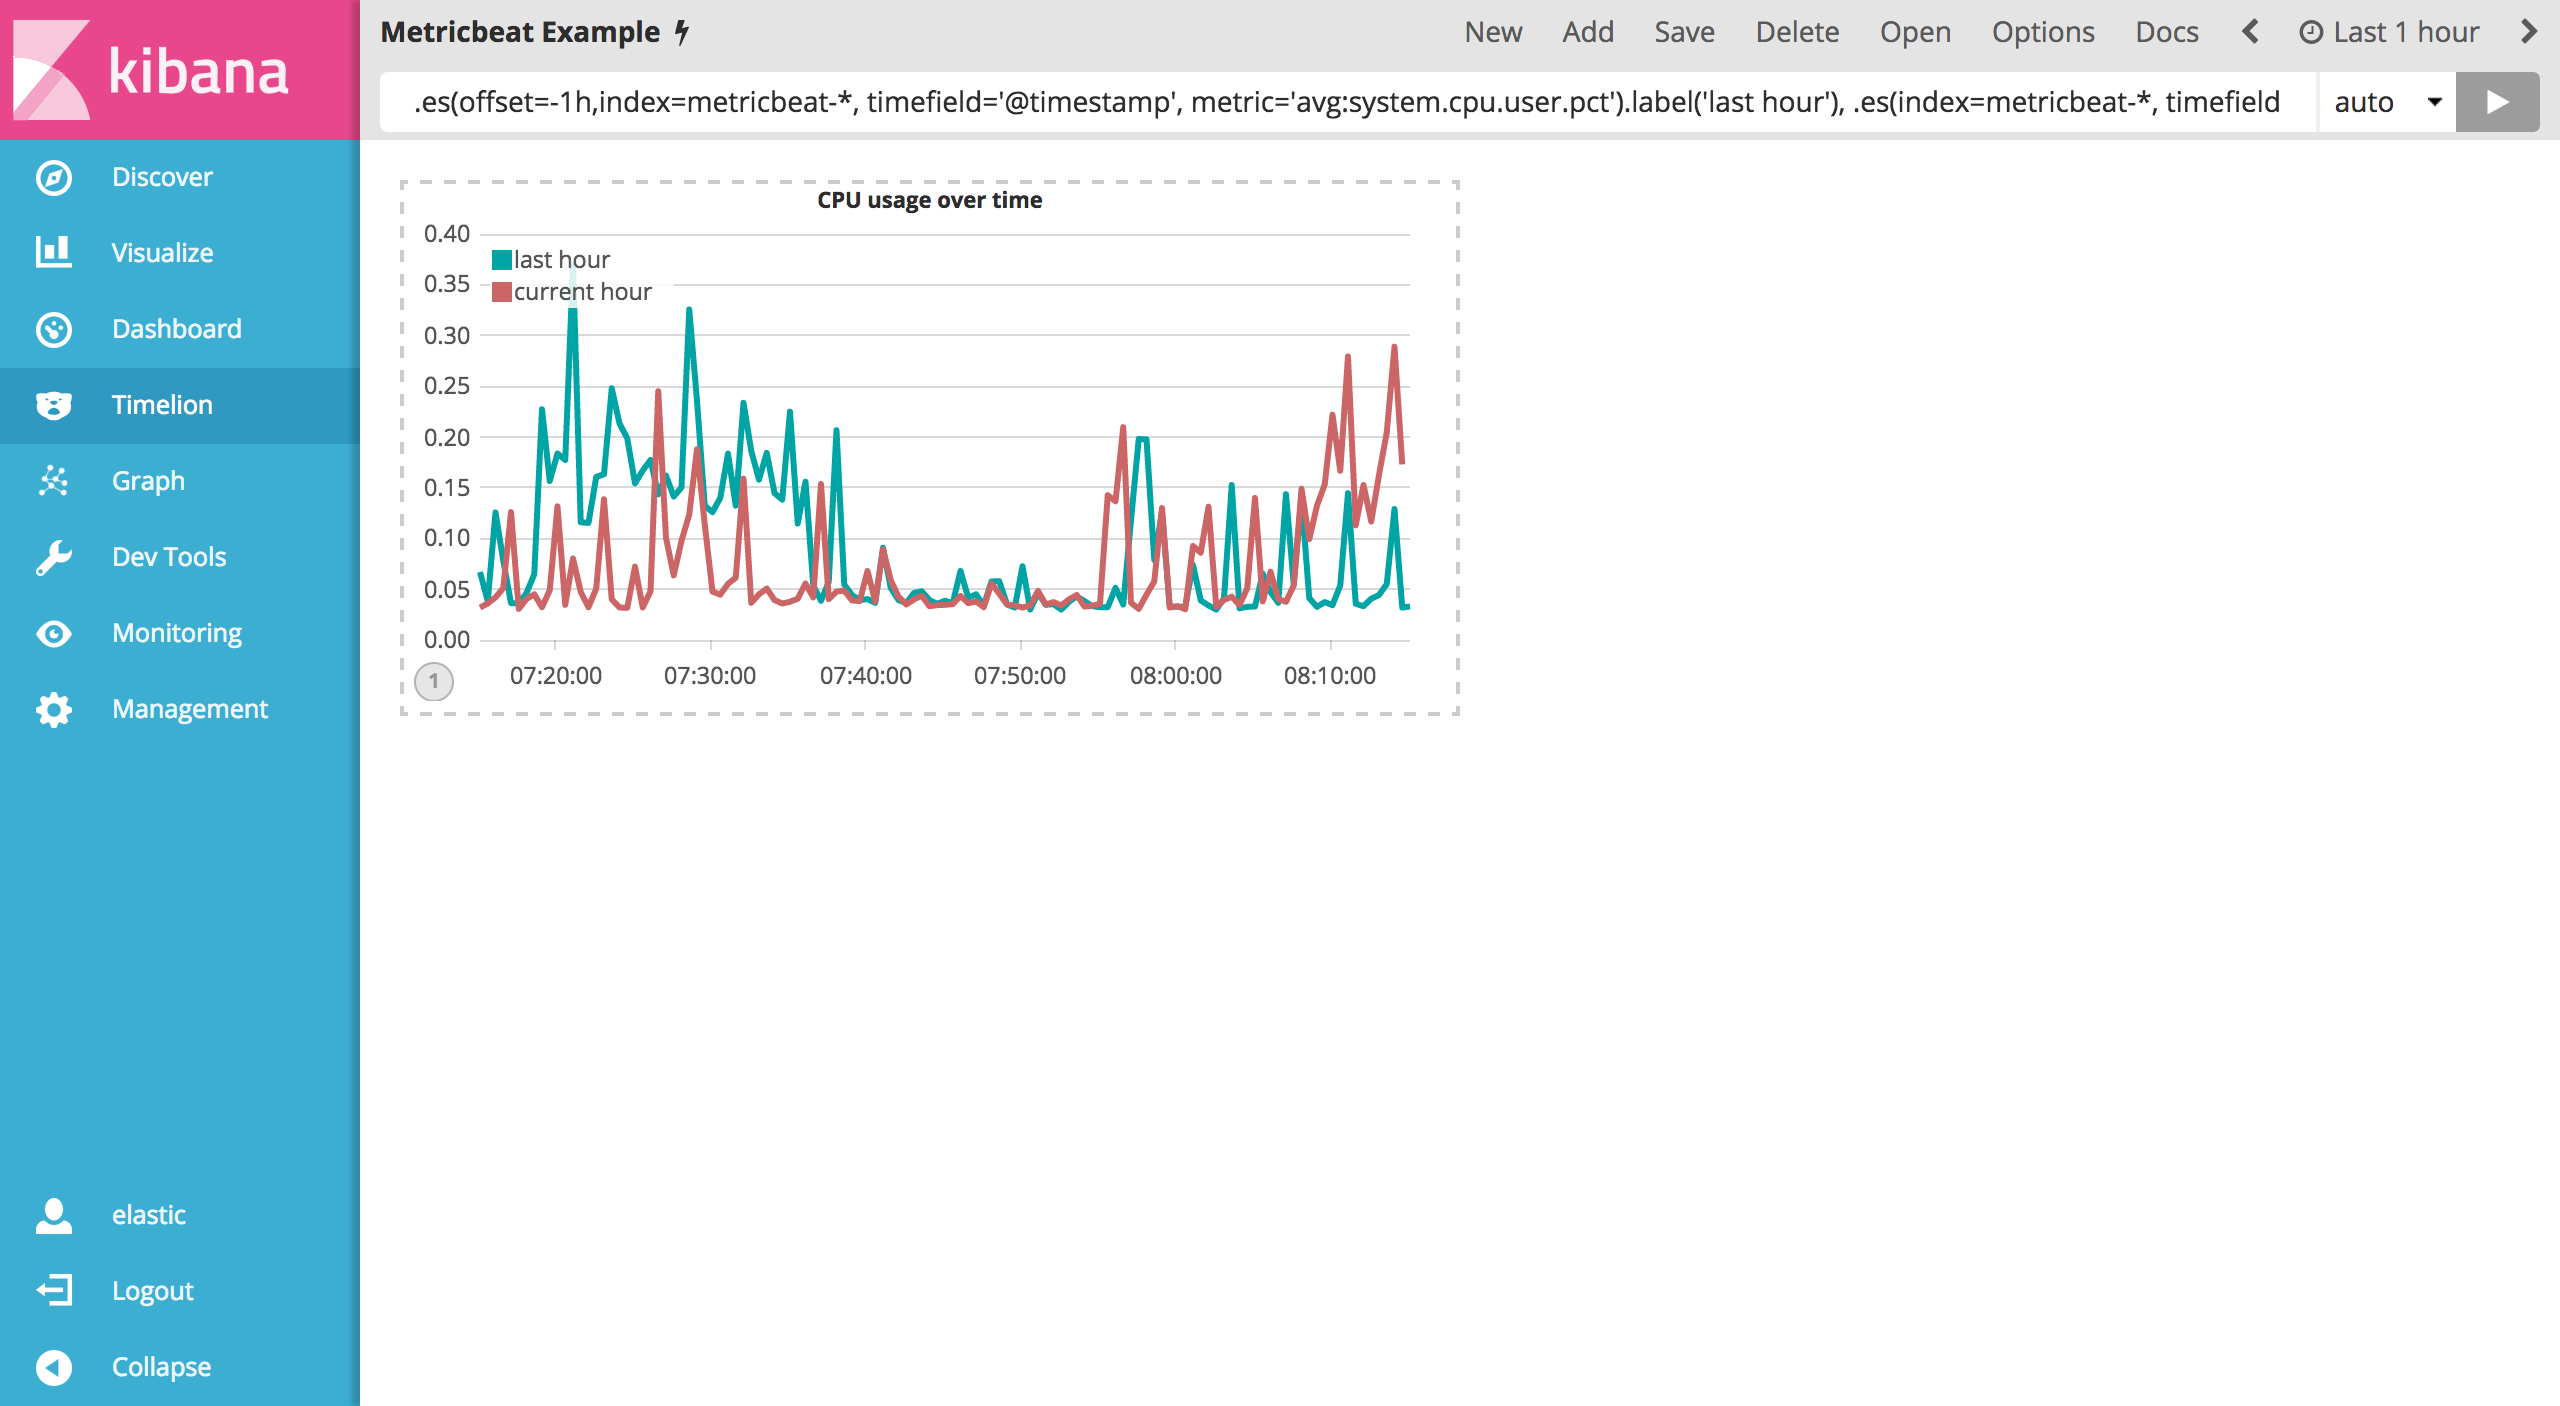 kibana
Discover
Visualize
Dashboard
Timelion
Graph
Dev Tools
Monitoring
Management
elastic
Logout
Collapse
Metricbeat Example New Add Save Delete Open Options Docs Last 1 hour
.es(offset=-1h,index=metricbeat-*, timefield='@timestamp', metric='avg:system.cpu.user.pct').label('last hour'), .es(index=metricbeat-*, timefield auto
CPU usage over time
0.40
last hour
0.35
current hour
0.30
0.25
0.20
0.15
0.10
0.05
0.00
07:20:00 07:30:00 07:40:00 07:50:00 08:00:00 08:10:00
1